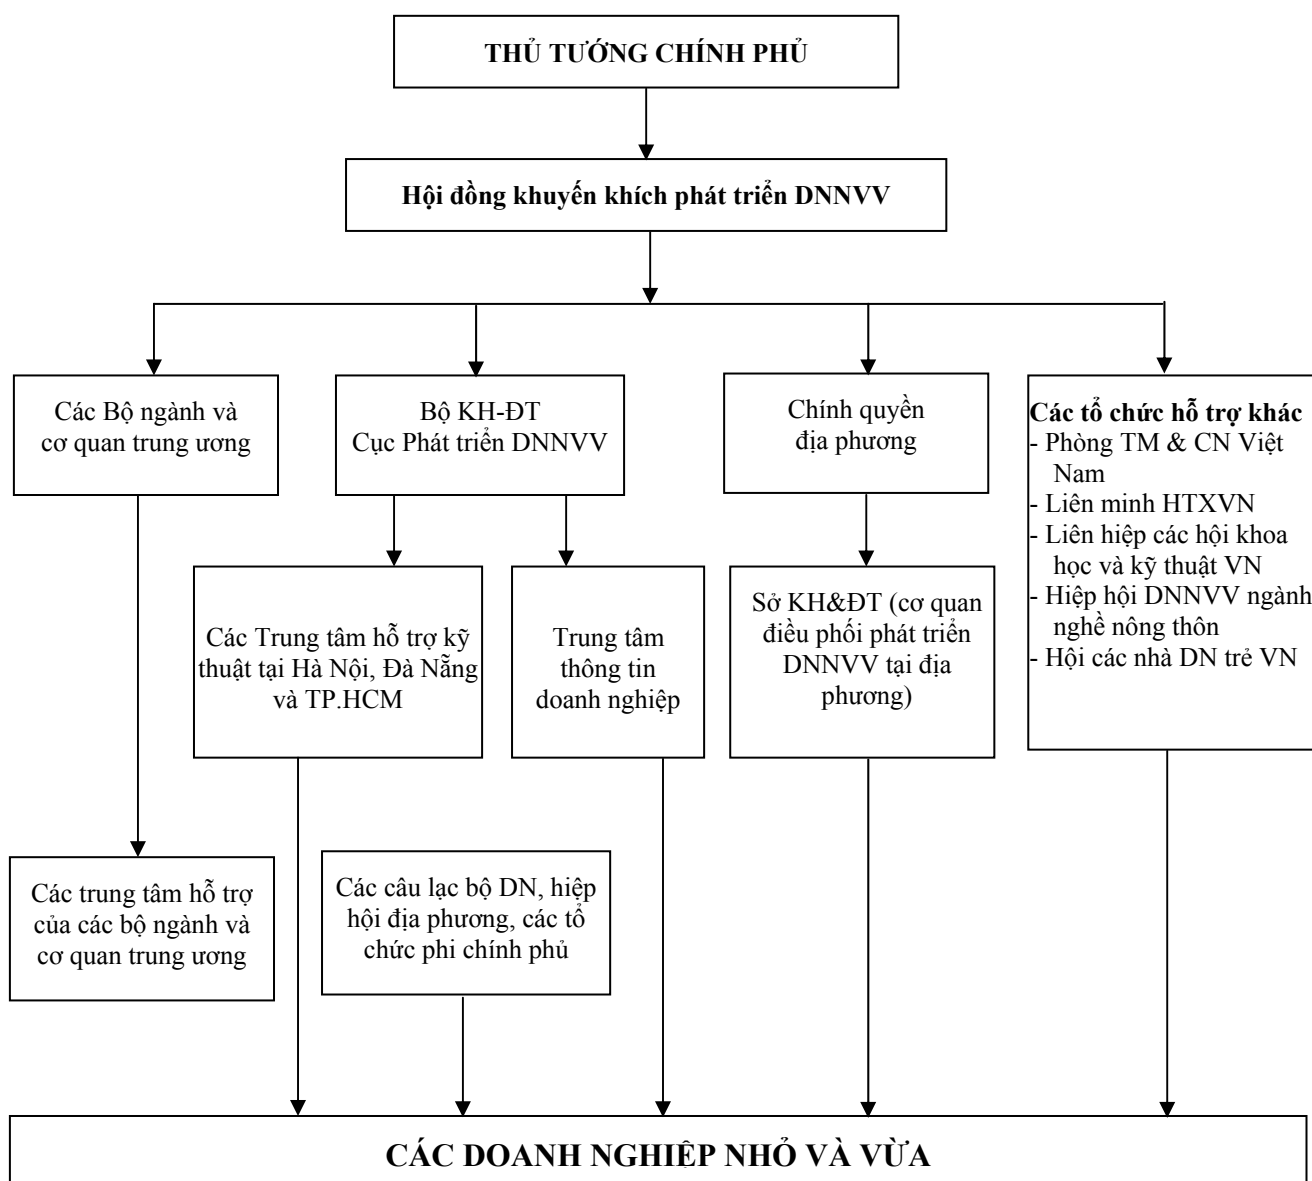 THỦ TƯỚNG CHÍNH PHỦ
Hội đồng khuyến khích phát triển DNNVV
Các Bộ ngành và
cơ quan trung ương
Bộ KH-ĐT
Cục Phát triển DNNVV
Chính quyền
địa phương
Các tổ chức hỗ trợ khác
- Phòng TM & CN Việt
Nam
- Liên minh HTXVN
- Liên hiệp các hội khoa
học và kỹ thuật VN
- Hiệp hội DNNVV ngành
nghề nông thôn
- Hội các nhà DN trẻ VN
Các Trung tâm hỗ trợ kỹ
thuật tại Hà Nội, Đà Nẵng
và TP.HCM
Trung tâm
thông tin
doanh nghiệp
Sở KH&ĐT (cơ quan
điều phối phát triển
DNNVV tại địa
phương)
Các trung tâm hỗ trợ
của các bộ ngành và
cơ quan trung ương
Các câu lạc bộ DN, hiệp
hội địa phương, các tổ
chức phi chính phủ
CÁC DOANH NGHIỆP NHỎ VÀ VỪA